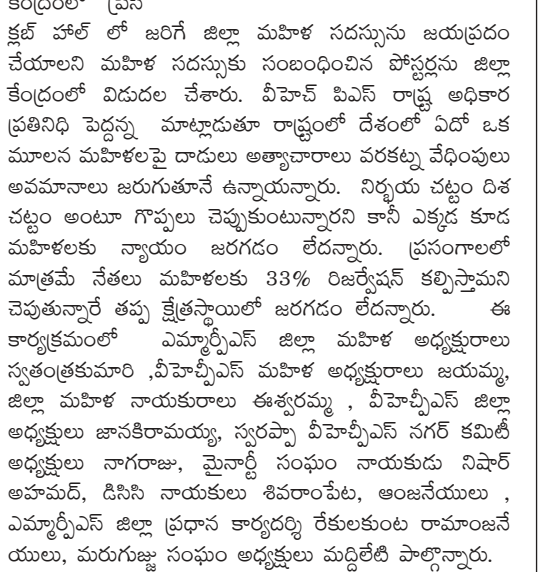 కేంద్రంలో ప్రెస్
క్లబ్ హాల్ లో జరిగే జిల్లా మహిళ సదస్సును జయప్రదం
చేయాలని మహిళ సదస్సుకు సంబంధించిన పోస్టర్లను జిల్లా
కేంద్రంలో విడుదల చేశారు. వీహెచ్ పిఎస్ రాష్ట్ర అధికార
ప్రతినిధి పెద్దన్న మాట్లాడుతూ రాష్ట్రంలో దేశంలో ఏదో ఒక
మూలన మహిళలపై దాడులు అత్యాచారాలు వరకట్న వేధింపులు
అవమానాలు జరుగుతూనే ఉన్నాయన్నారు. నిర్భయ చట్టం దిశ
చట్టం అంటూ గొప్పలు చెప్పుకుంటున్నారని కానీ ఎక్కడ కూడ
మహిళలకు న్యాయం జరగడం లేదన్నారు. ప్రసంగాలలో
మాత్రమే నేతలు మహిళలకు 33% రిజర్వేషన్ కల్పిస్తామని
చెపుతున్నారే తప్ప క్షేత్రస్థాయిలో జరగడం లేదన్నారు. ఈ
కార్యక్రమంలో ఎమ్మార్పీఎస్ జిల్లా మహిళ అధ్యక్షురాలు
స్వతంత్రకుమారి ,వీహెచ్పీఎస్ మహిళ అధ్యక్షురాలు జయమ్మ,
జిల్లా మహిళ నాయకురాలు ఈశ్వరమ్మ , వీహెచ్పీఎస్ జిల్లా
అధ్యక్షులు జానకిరామయ్య, స్వరప్పా వీహెచ్పీఎస్ నగర్ కమిటీ
అధ్యక్షులు నాగరాజు, మైనార్టీ సంఘం నాయకుడు నిషార్
అహమద్, డిసిసి నాయకులు శివరాంపేట, ఆంజనేయులు ,
ఎమ్మార్పీఎస్ జిల్లా ప్రధాన కార్యదర్శి రేకులకుంట రామాంజనే
యులు, మరుగుజ్జు సంఘం అధ్యక్షులు మద్దిలేటి పాల్గొన్నారు.